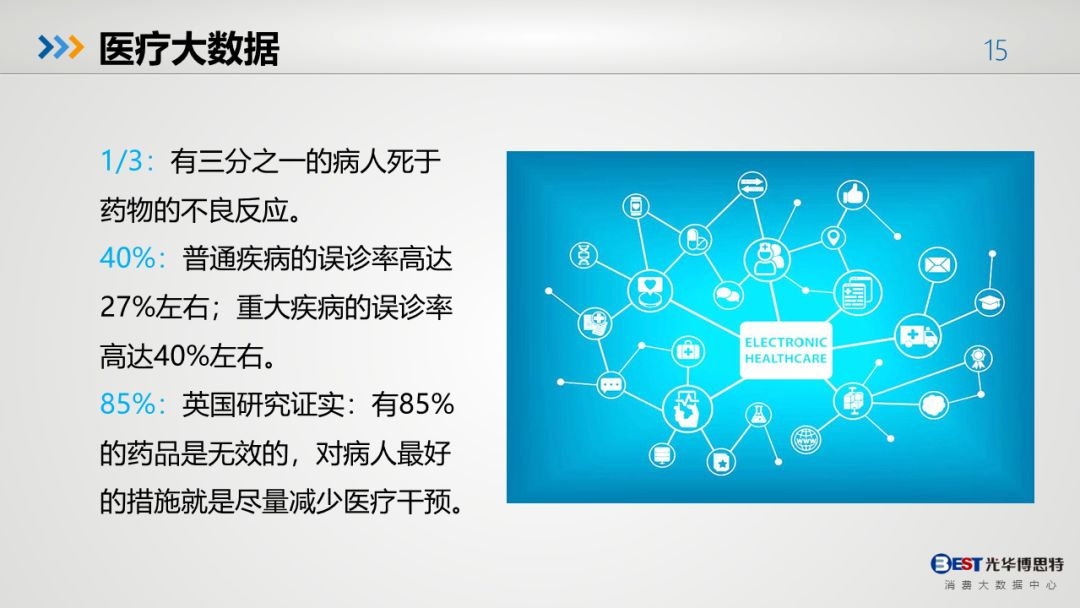 医疗大数据
15
1/3：有三分之一的病人死于
药物的不良反应。
40%：普通疾病的误诊率高达
27%左右；重大疾病的误诊率
高达40%左右。
85%：英国研究证实：有85%
的药品是无效的，对病人最好
的措施就是尽量减少医疗干预。
ELECTRONIC
HEALTHCARE
WWW
BEST光华博思特
消费大数据中心